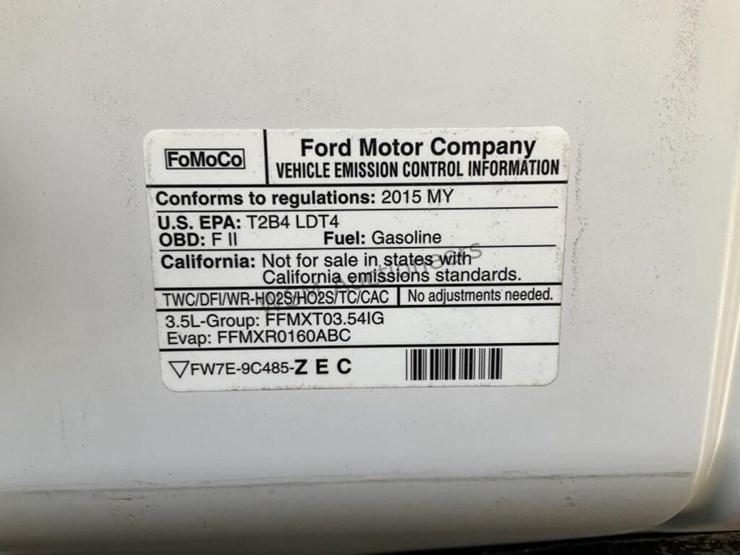 FoMoCo
Ford Motor Company
VEHICLE EMISSION CONTROL INFORMATION
Conforms to regulations: 2015 MY
U.S. EPA: T2B4 LDT4
OBD: F II Fuel: Gasoline
California: Not for sale in states with
California emissions standards.
TWC/DFI/WR-HO2S/HO2S/TC/CAC No adjustments needed.
3.5L-Group: FFMXT03.54IG
Evap: FFMXR0160ABC
▽FW7E-9C485-Z E C